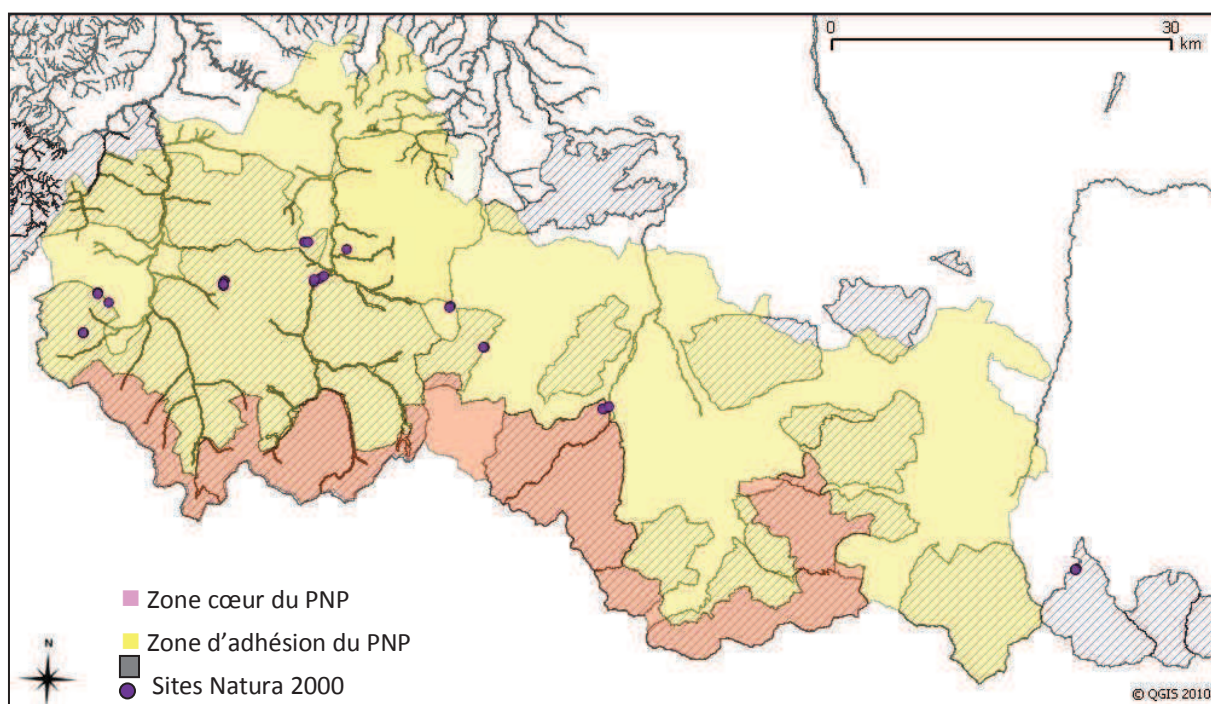 0 30
km
Zone cœur du PNP
Zone d’adhésion du PNP
Sites Natura 2000
N
© QGIS 2010